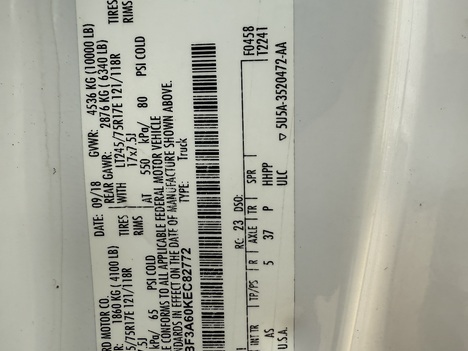 RD MOTOR CO. DATE: 09/18 GVWR: 4536 KG (10000 LB)
1860 KG ( 4100 LB) REAR GAWR: 2876 KG ( 6340 LB)
5/75R17E 121/118R TIRES WITH LT245/75R17E 121/118R TIRES
RIMS 17x7.5J RIMS
kPa/ 65 PSI COLD AT 550 kPa/ 80 PSI COLD
CONFORMS TO ALL APPLICABLE FEDERAL MOTOR VEHICLE
NDARDS IN EFFECT ON THE DATE OF MANUFACTURE SHOWN ABOVE.
BF3A60KEC82772 TYPE: Truck
F0458
T2241
RC: 23 DSO:
INT TR TP/PS R AXLE TR SPR
5 37 P HHPP
U.S.A. ULC ▽ 5U5A-3520472-AA